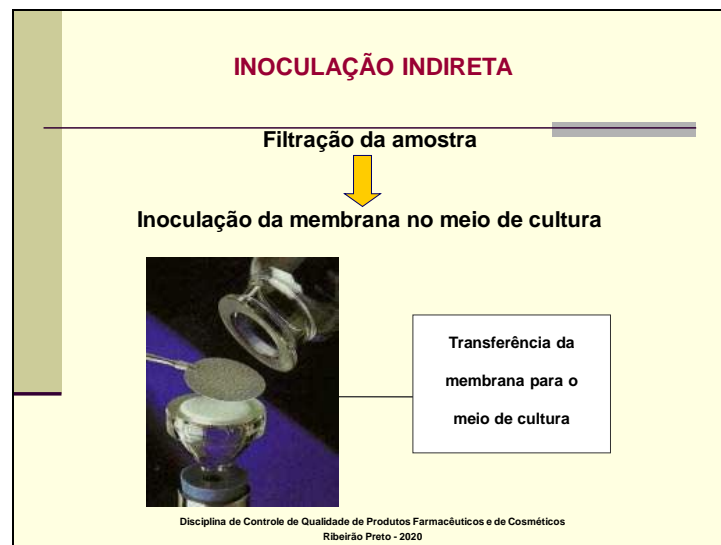 INOCULAÇÃO INDIRETA
Filtração da amostra
Inoculação da membrana no meio de cultura
Transferência da
membrana para o
meio de cultura
Disciplina de Controle de Qualidade de Produtos Farmacêuticos e de Cosméticos
Ribeirão Preto - 2020